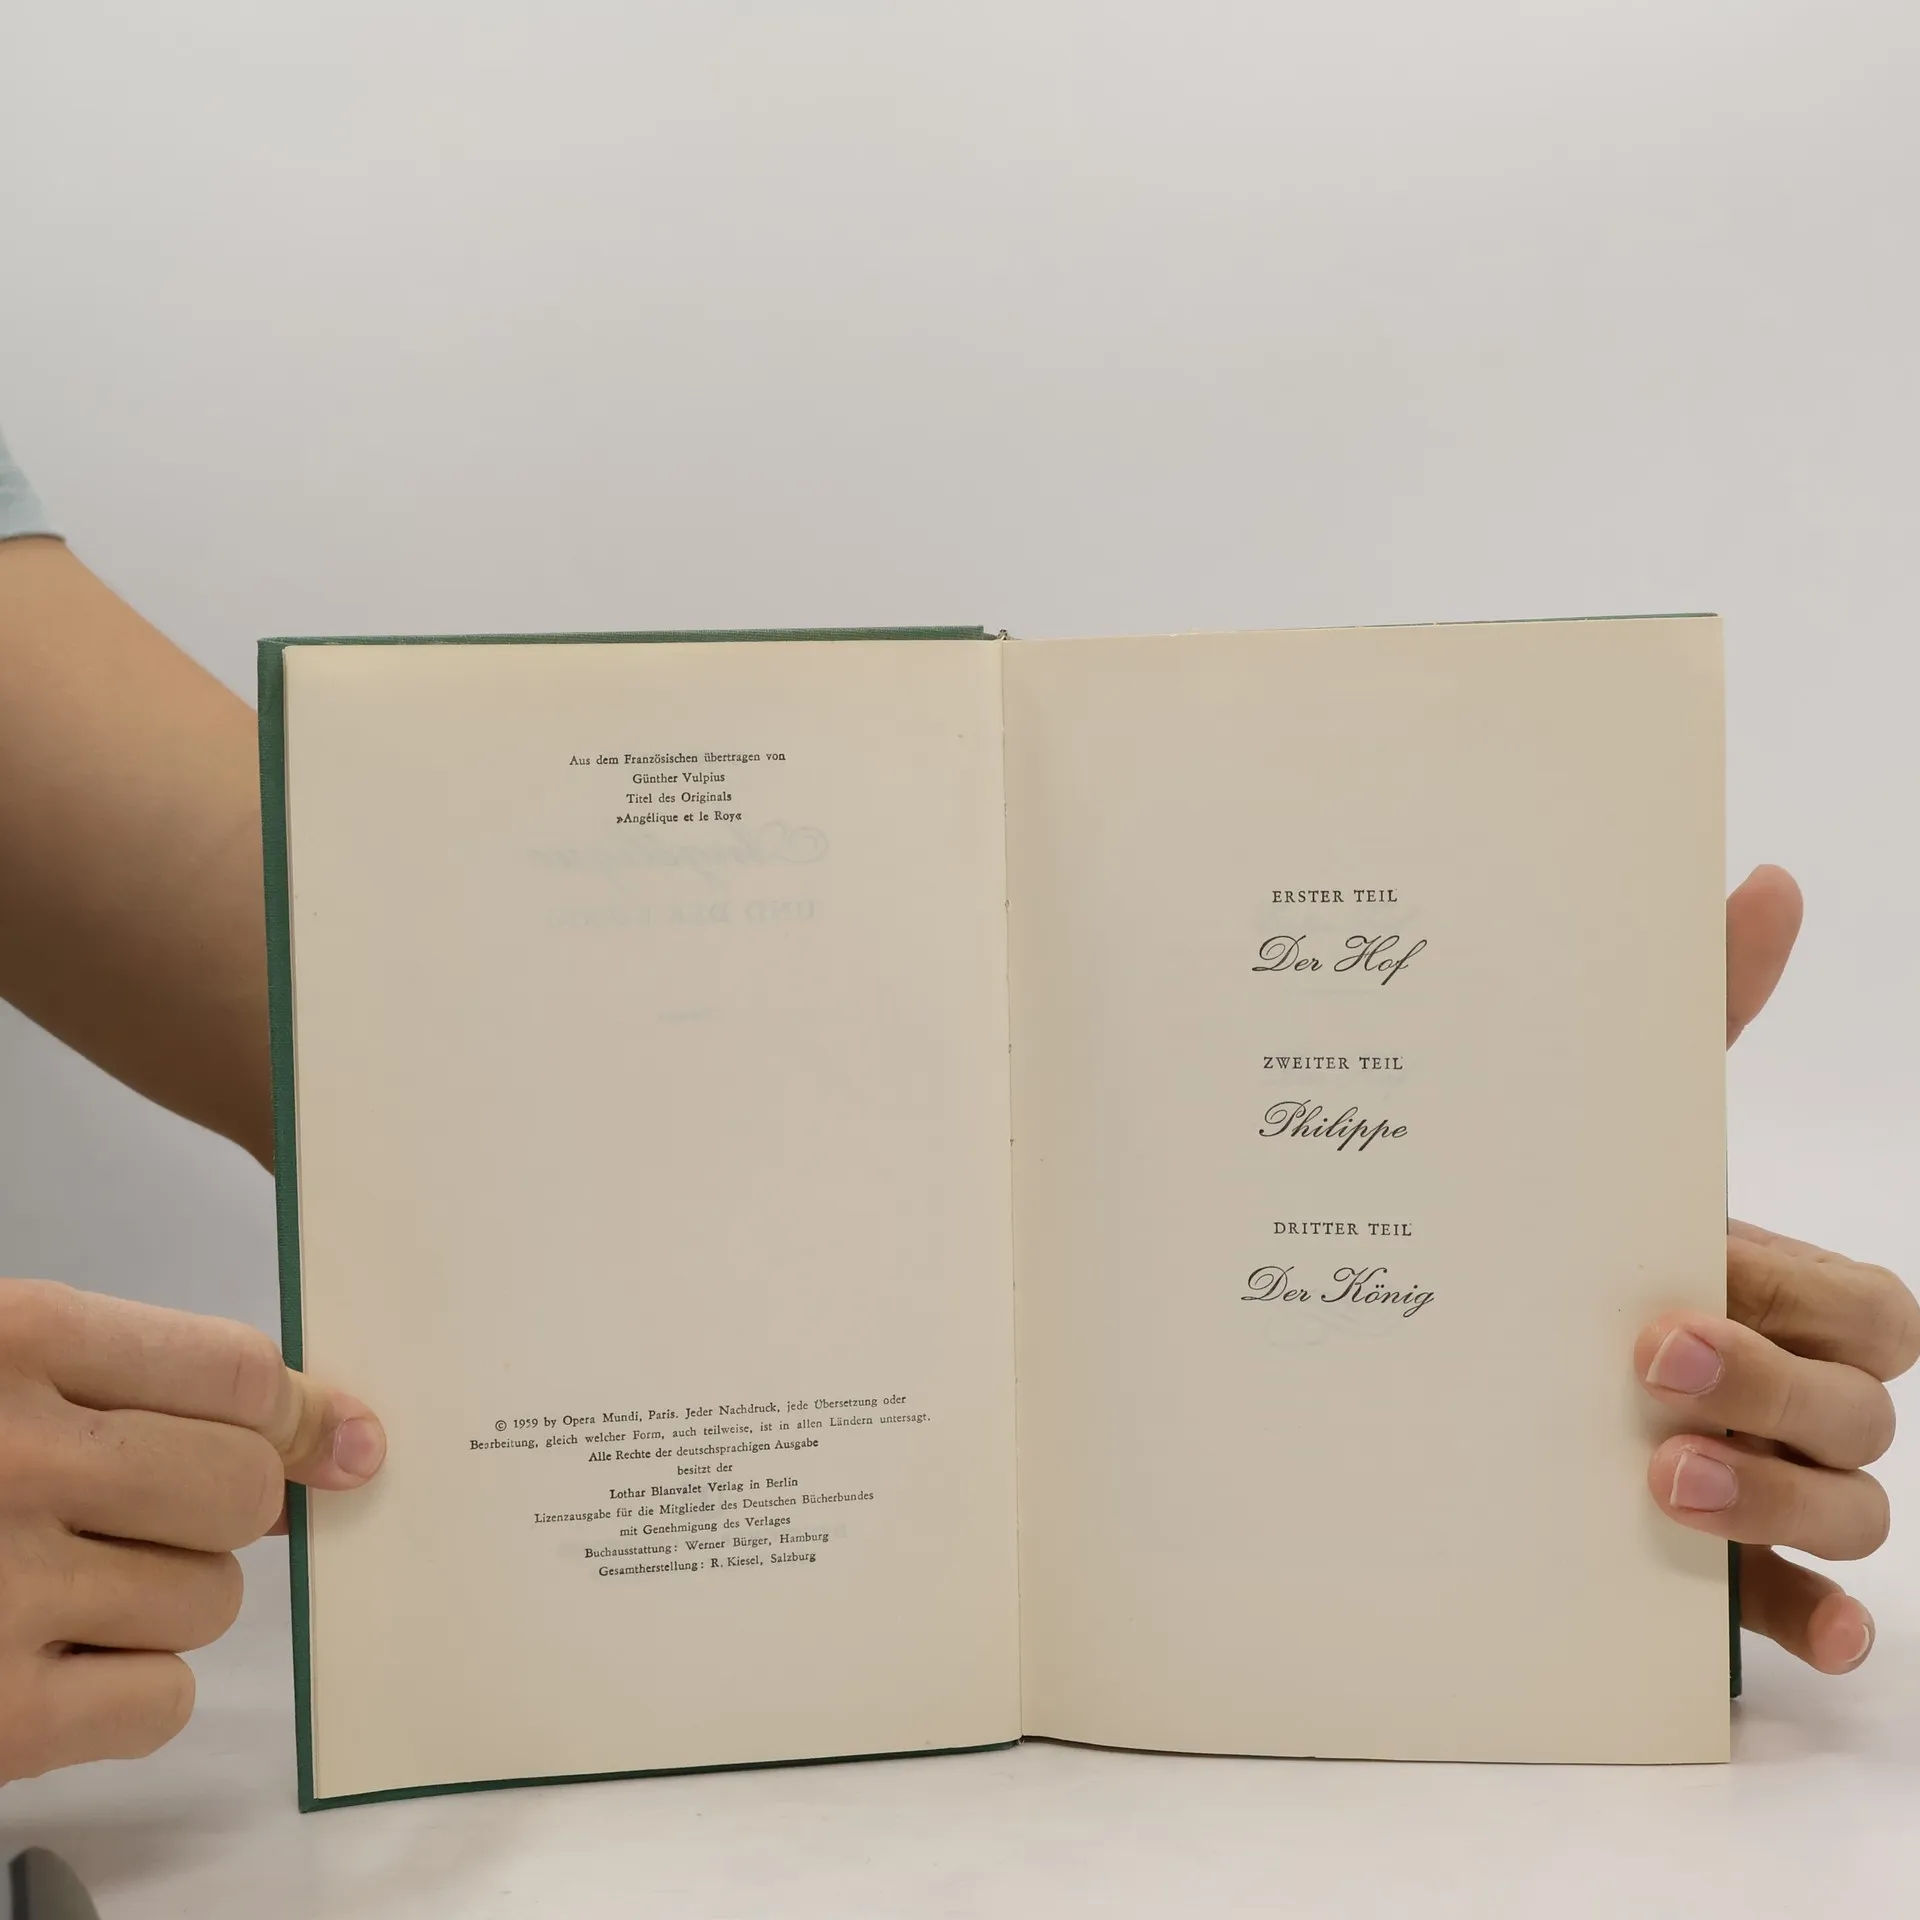 Aus dem Französischen übertragen von
Günther Vulpius
Titel des Originals
»Angélique et le Roy«
© 1959 by Opera Mundi, Paris. Jeder Nachdruck, jede Übersetzung oder
Bearbeitung, gleich welcher Form, auch teilweise, ist in allen Ländern untersagt.
Alle Rechte der deutschsprachigen Ausgabe
besitzt der
Lothar Blanvalet Verlag in Berlin
Lizenzausgabe für die Mitglieder des Deutschen Bücherbundes
mit Genehmigung des Verlages
Buchausstattung: Werner Bürger, Hamburg
Gesamtherstellung: R. Kiesel, Salzburg
ERSTER TEIL
Der Hof
ZWEITER TEIL
Philippe
DRITTER TEIL
Der König